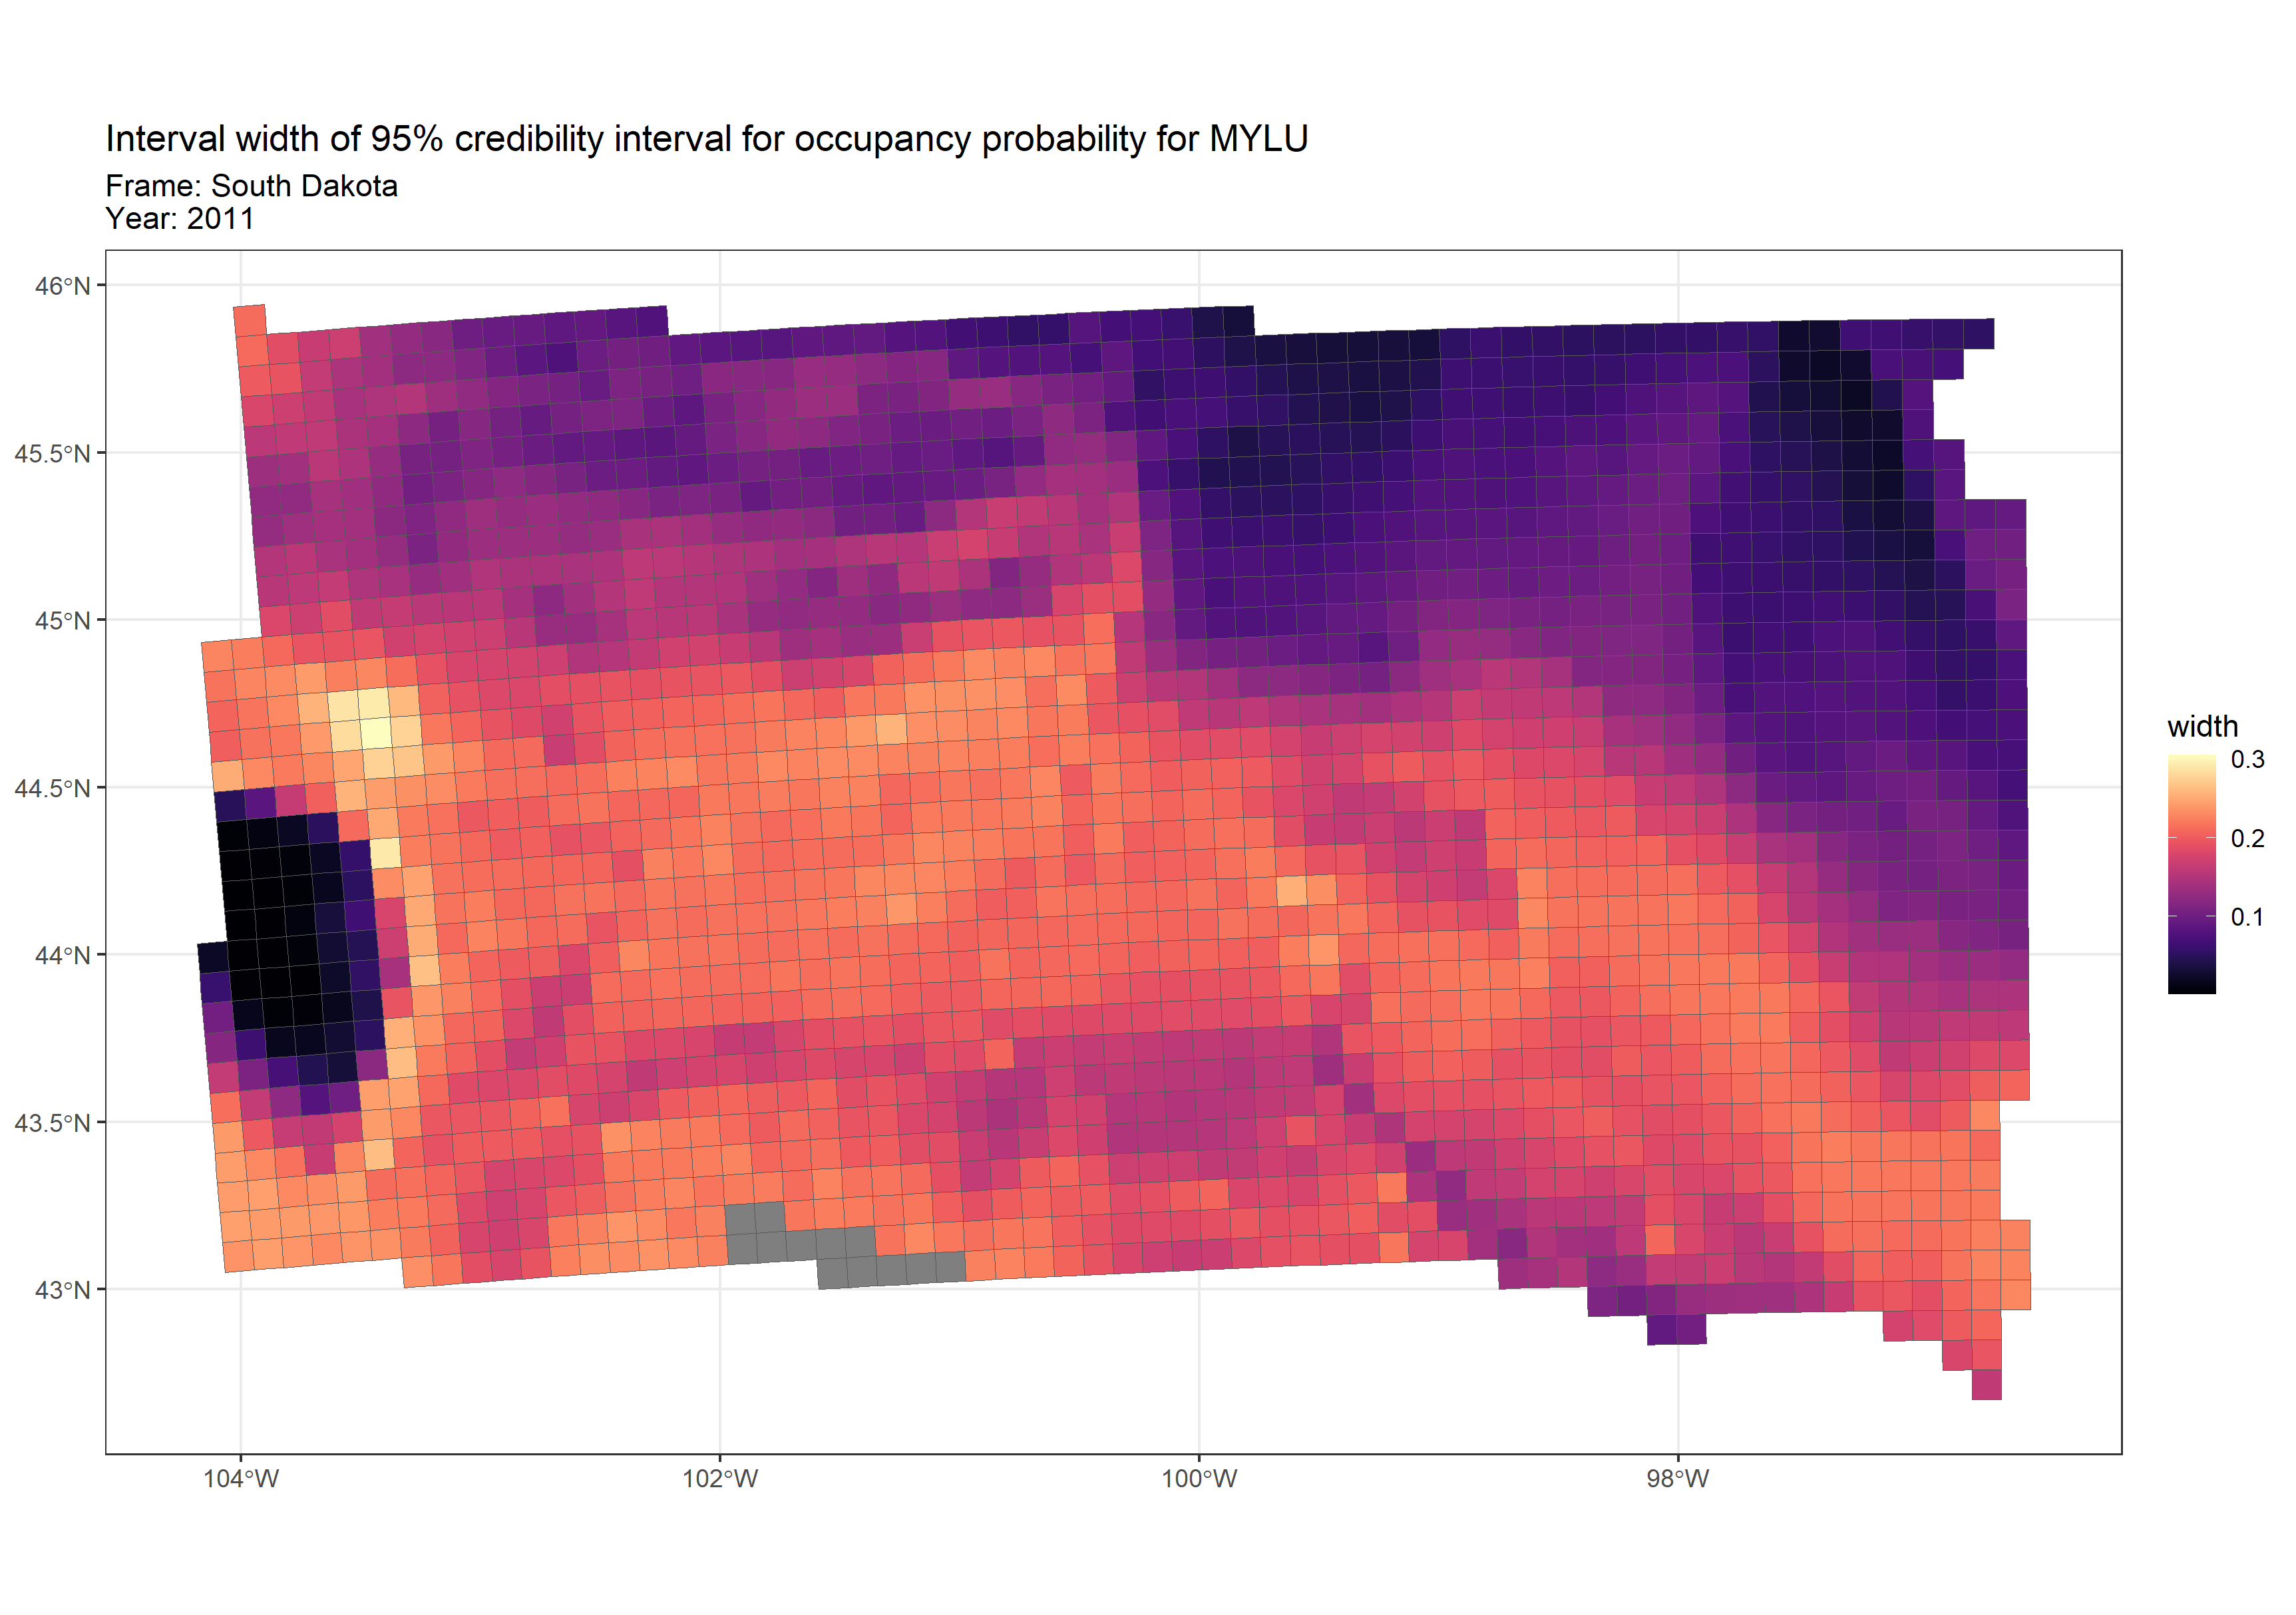 Interval width of 95% credibility interval for occupancy probability for MYLU
Frame: South Dakota
Year: 2011
46°N
45.5°N
45°N
44.5°N
44°N
43.5°N
43°N
104°W
102°W
100°W
98°W
width
0.3
0.2
0.1